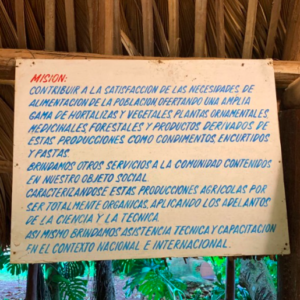 MISION:
CONTRIBUIR A LA SATISFACCION DE LAS NECESIDADES DE
ALIMENTACION DE LA POBLACION, OFERTANDO UNA AMPLIA
GAMA DE HORTALIZAS Y VEGETALES, PLANTAS ORNAMENTALES,
MEDICINALES, FORESTALES Y PRODUCTOS DERIVADOS DE
ESTAS PRODUCCIONES COMO CONDIMENTOS, ENCURTIDOS
Y PASTAS.
BRINDAMOS OTROS SERVICIOS A LA COMUNIDAD CONTENIDOS
EN NUESTRO OBJETO SOCIAL.
CARACTERIZANDOSE ESTAS PRODUCCIONES AGRICOLAS POR
SER TOTALMENTE ORGANICAS, APLICANDO LOS ADELANTOS
DE LA CIENCIA Y LA TECNICA.
ASI MISMO BRINDAMOS ASISTENCIA TECNICA Y CAPACITACION
EN EL CONTEXTO NACIONAL E INTERNACIONAL.